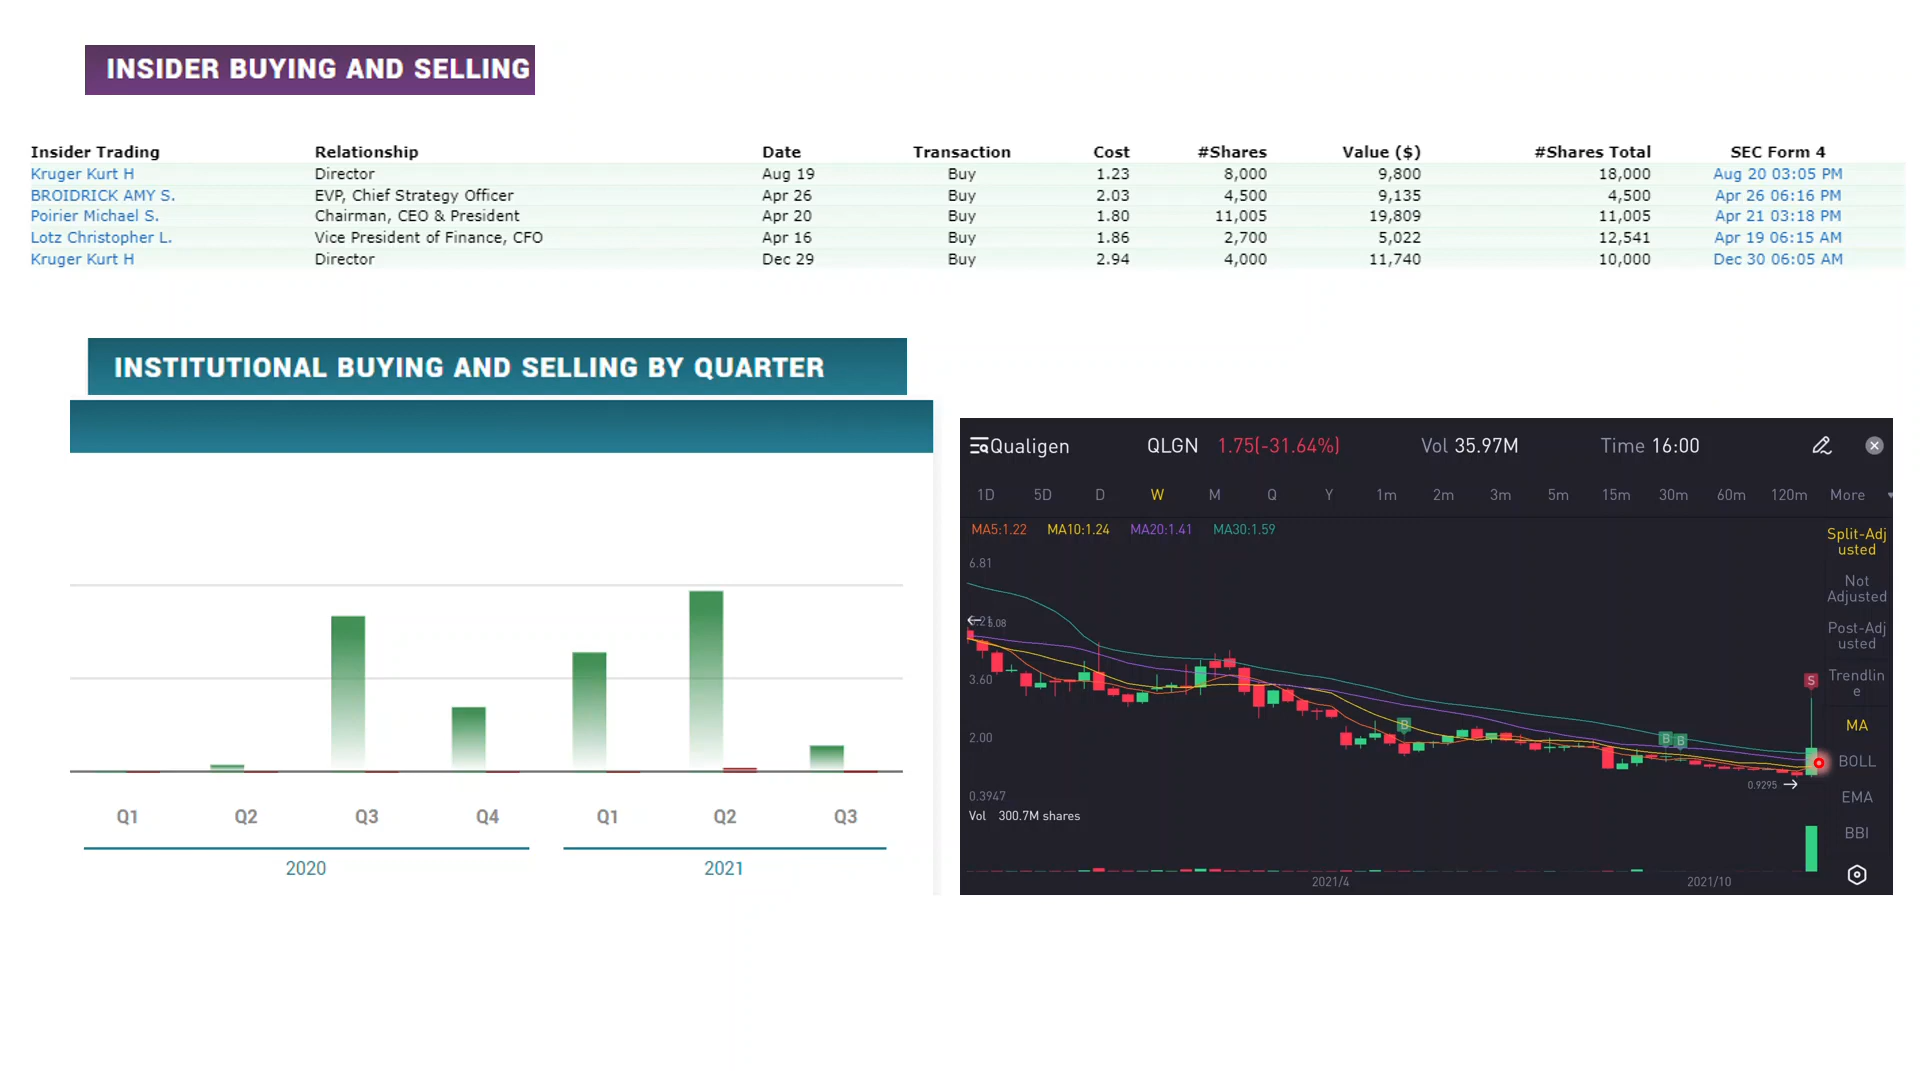 INSIDER BUYING AND SELLING
Insider Trading Relationship Date Transaction Cost #Shares Value ($) #Shares Total SEC Form 4
Kruger Kurt H Director Aug 19 Buy 1.23 8,000 9,800 18,000 Aug 20 03:05 PM
BROIDRICK AMY S. EVP, Chief Strategy Officer Apr 26 Buy 2.03 4,500 9,135 4,500 Apr 26 06:16 PM
Poirier Michael S. Chairman, CEO & President Apr 20 Buy 1.80 11,005 19,809 11,005 Apr 21 03:18 PM
Lotz Christopher L. Vice President of Finance, CFO Apr 16 Buy 1.86 2,700 5,022 12,541 Apr 19 06:15 AM
Kruger Kurt H Director Dec 29 Buy 2.94 4,000 11,740 10,000 Dec 30 06:05 AM
INSTITUTIONAL BUYING AND SELLING BY QUARTER
Q1 Q2 Q3 Q4 Q1 Q2 Q3
2020 2021
Qualigen QLGN 1.75(-31.64%) Vol 35.97M Time 16:00
1D 5D D W M Q Y 1m 2m 3m 5m 15m 30m 60m 120m More
MA5:1.22 MA10:1.24 MA20:1.41 MA30:1.59
6.81
3.60
2.00
0.3947
S
B
B B
0.9295
Vol 300.7M shares
2021/4 2021/10
Split-Adj
usted
Not
Adjusted
Post-Adj
usted
Trendlin
e
MA
BOLL
EMA
BBI